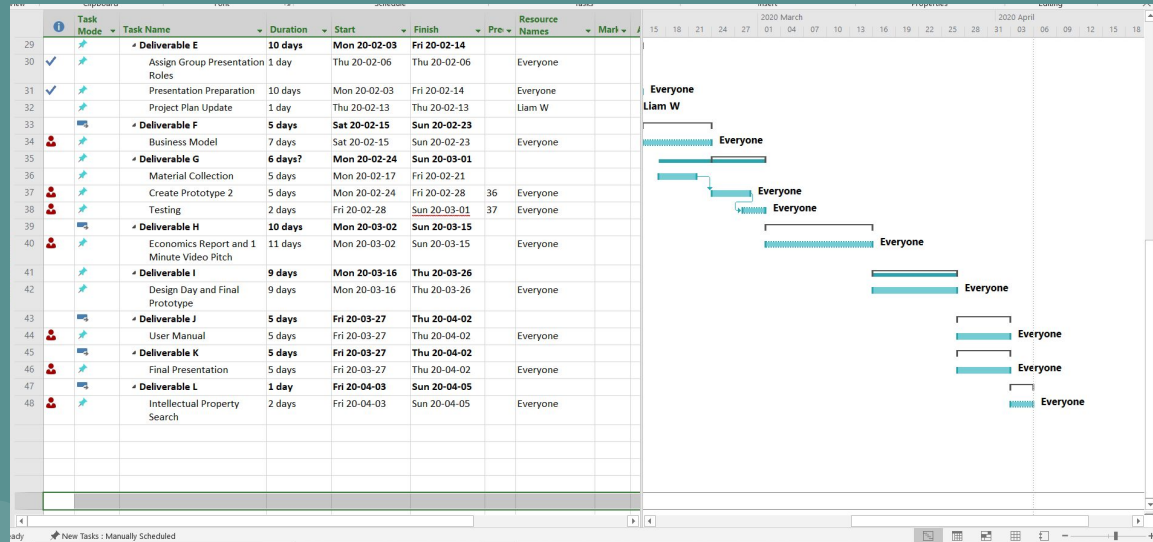 Task Mode Task Name Duration Start Finish Resource Names
2020 March 2020 April
15 18 21 24 27 01 04 07 10 13 16 19 22 25 28 31 03 06 09 12 15 18
29 Deliverable E 10 days Mon 20-02-03 Fri 20-02-14
30 Assign Group Presentation Roles 1 day Thu 20-02-06 Thu 20-02-06 Everyone
31 Presentation Preparation 10 days Mon 20-02-03 Fri 20-02-14 Everyone Everyone
32 Project Plan Update 1 day Thu 20-02-13 Thu 20-02-13 Liam W Liam W
33 Deliverable F 5 days Sat 20-02-15 Sun 20-02-23
34 Business Model 7 days Sat 20-02-15 Sun 20-02-23 Everyone Everyone
35 Deliverable G 6 days? Mon 20-02-24 Sun 20-03-01
36 Material Collection 5 days Mon 20-02-17 Fri 20-02-21
37 Create Prototype 2 5 days Mon 20-02-24 Fri 20-02-28 36 Everyone Everyone
38 Testing 2 days Fri 20-02-28 Sun 20-03-01 37 Everyone Everyone
39 Deliverable H 10 days Mon 20-03-02 Sun 20-03-15
40 Economics Report and 1 Minute Video Pitch 11 days Mon 20-03-02 Sun 20-03-15 Everyone Everyone
41 Deliverable I 9 days Mon 20-03-16 Thu 20-03-26
42 Design Day and Final Prototype 9 days Mon 20-03-16 Thu 20-03-26 Everyone Everyone
43 Deliverable J 5 days Fri 20-03-27 Thu 20-04-02
44 User Manual 5 days Fri 20-03-27 Thu 20-04-02 Everyone Everyone
45 Deliverable K 5 days Fri 20-03-27 Thu 20-04-02
46 Final Presentation 5 days Fri 20-03-27 Thu 20-04-02 Everyone Everyone
47 Deliverable L 1 day Fri 20-04-03 Sun 20-04-05
48 Intellectual Property Search 2 days Fri 20-04-03 Sun 20-04-05 Everyone Everyone
New Tasks : Manually Scheduled